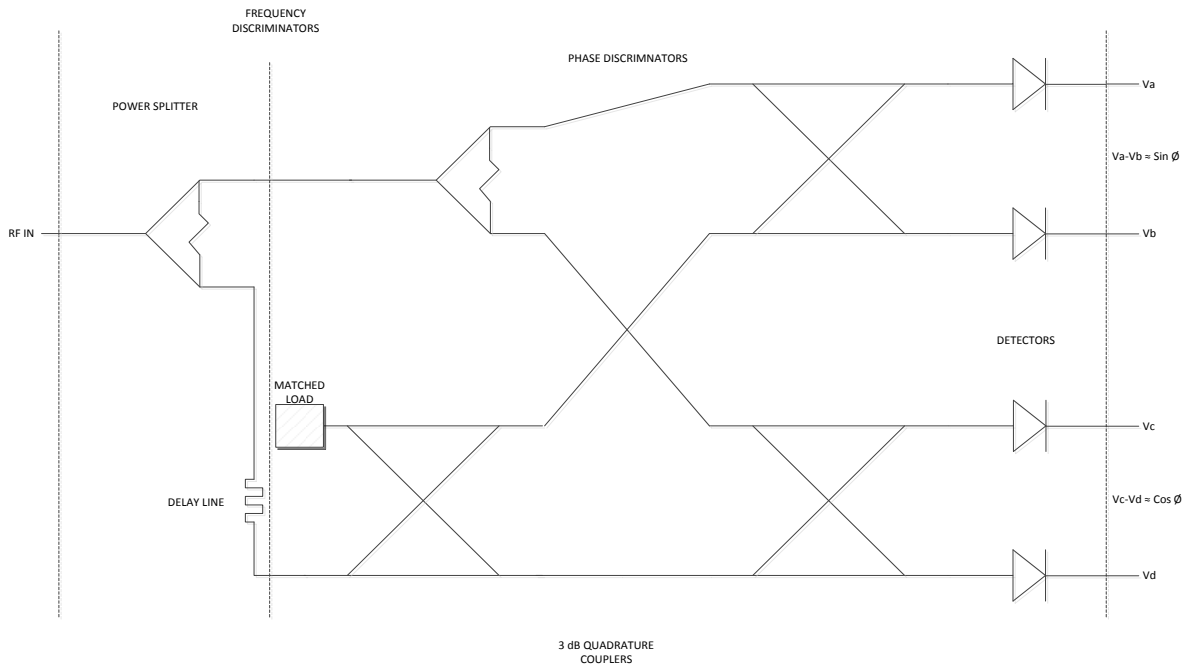 FREQUENCY
DISCRIMINATORS
PHASE DISCRIMNATORS
POWER SPLITTER
Va
Va-Vb ≈ Sin Ø
RF IN
Vb
DETECTORS
MATCHED
LOAD
Vc
DELAY LINE
Vc-Vd ≈ Cos Ø
Vd
3 dB QUADRATURE
COUPLERS